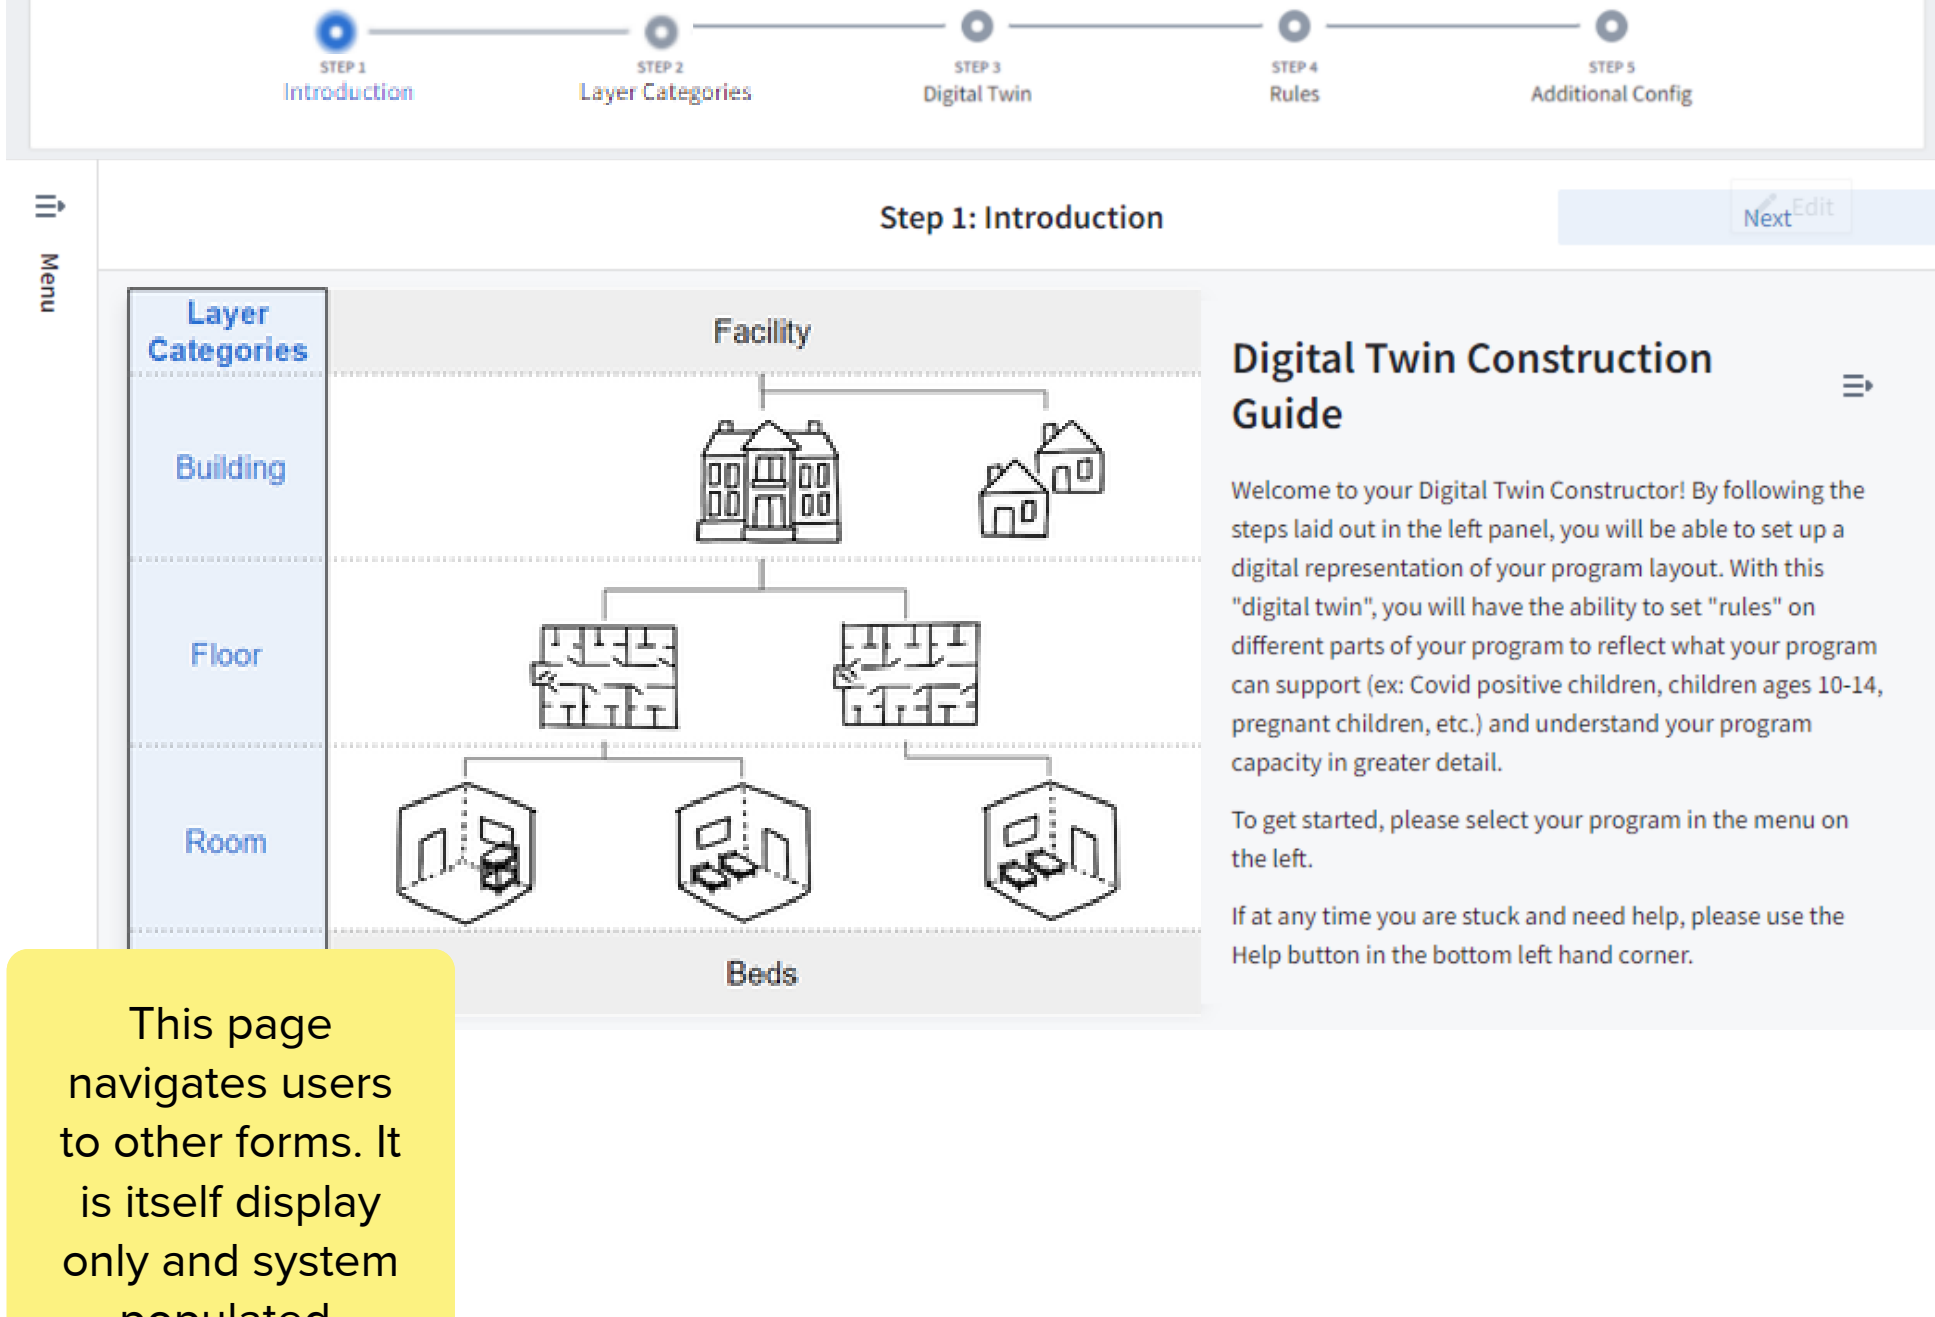 STEP 1
Introduction
STEP 2
Layer Categories
STEP 3
Digital Twin
STEP 4
Rules
STEP 5
Additional Config
Menu
Step 1: Introduction
Edit
Next
Layer
Categories
Facility
Building
Floor
Room
Beds
Digital Twin Construction
Guide
Welcome to your Digital Twin Constructor! By following the
steps laid out in the left panel, you will be able to set up a
digital representation of your program layout. With this
"digital twin", you will have the ability to set "rules" on
different parts of your program to reflect what your program
can support (ex: Covid positive children, children ages 10-14,
pregnant children, etc.) and understand your program
capacity in greater detail.
To get started, please select your program in the menu on
the left.
If at any time you are stuck and need help, please use the
Help button in the bottom left hand corner.
This page
navigates users
to other forms. It
is itself display
only and system
populated